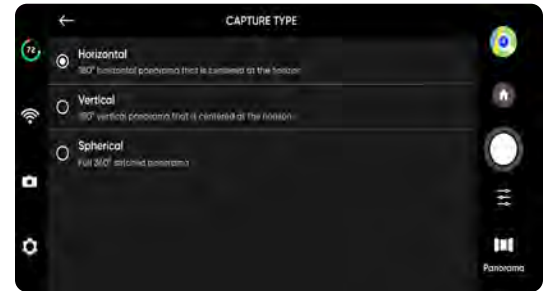 CAPTURE TYPE
72
Horizontal
180° horizontal panorama that is centered at the horizon
Vertical
180° vertical panorama that is centered at the horizon
Spherical
Full 360° stitched panorama
Panorama